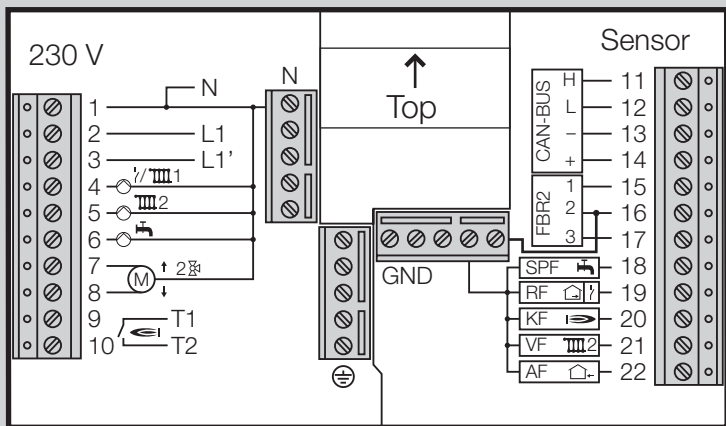 230 V
N
N
Top
Sensor
1
2 L1
3 L1'
4 1
5 2
6
7
M 2
8
9 T1
10 T2
GND
CAN-BUS
H 11
L 12
– 13
+ 14
FBR2
1 15
2 16
3 17
SPF 18
RF 19
KF 20
VF 2 21
AF 22